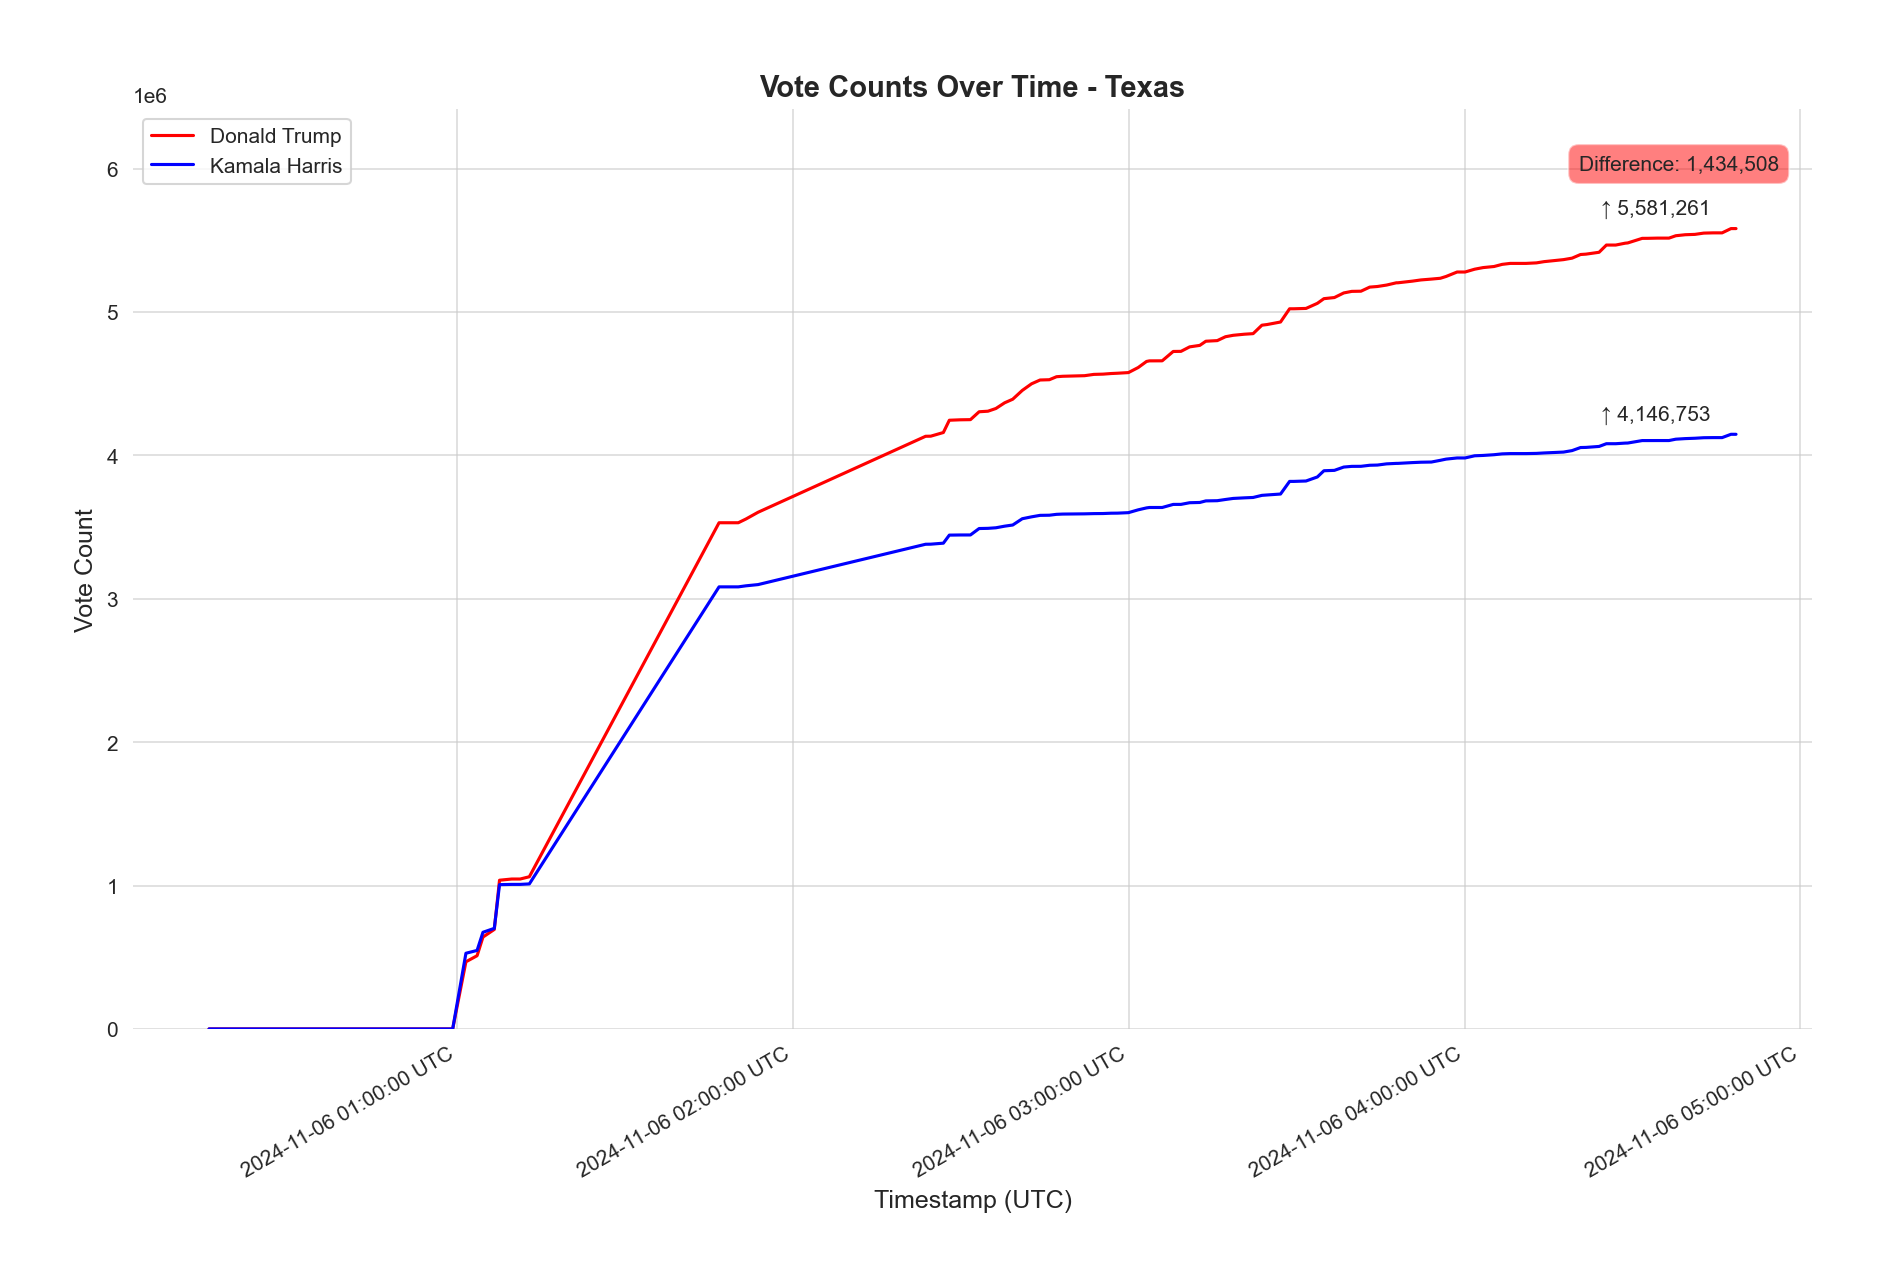 Vote Counts Over Time - Texas
1e6
Donald Trump
Kamala Harris
Difference: 1,434,508
↑ 5,581,261
↑ 4,146,753
6
5
4
3
2
1
0
Vote Count
2024-11-06 01:00:00 UTC
2024-11-06 02:00:00 UTC
2024-11-06 03:00:00 UTC
2024-11-06 04:00:00 UTC
2024-11-06 05:00:00 UTC
Timestamp (UTC)